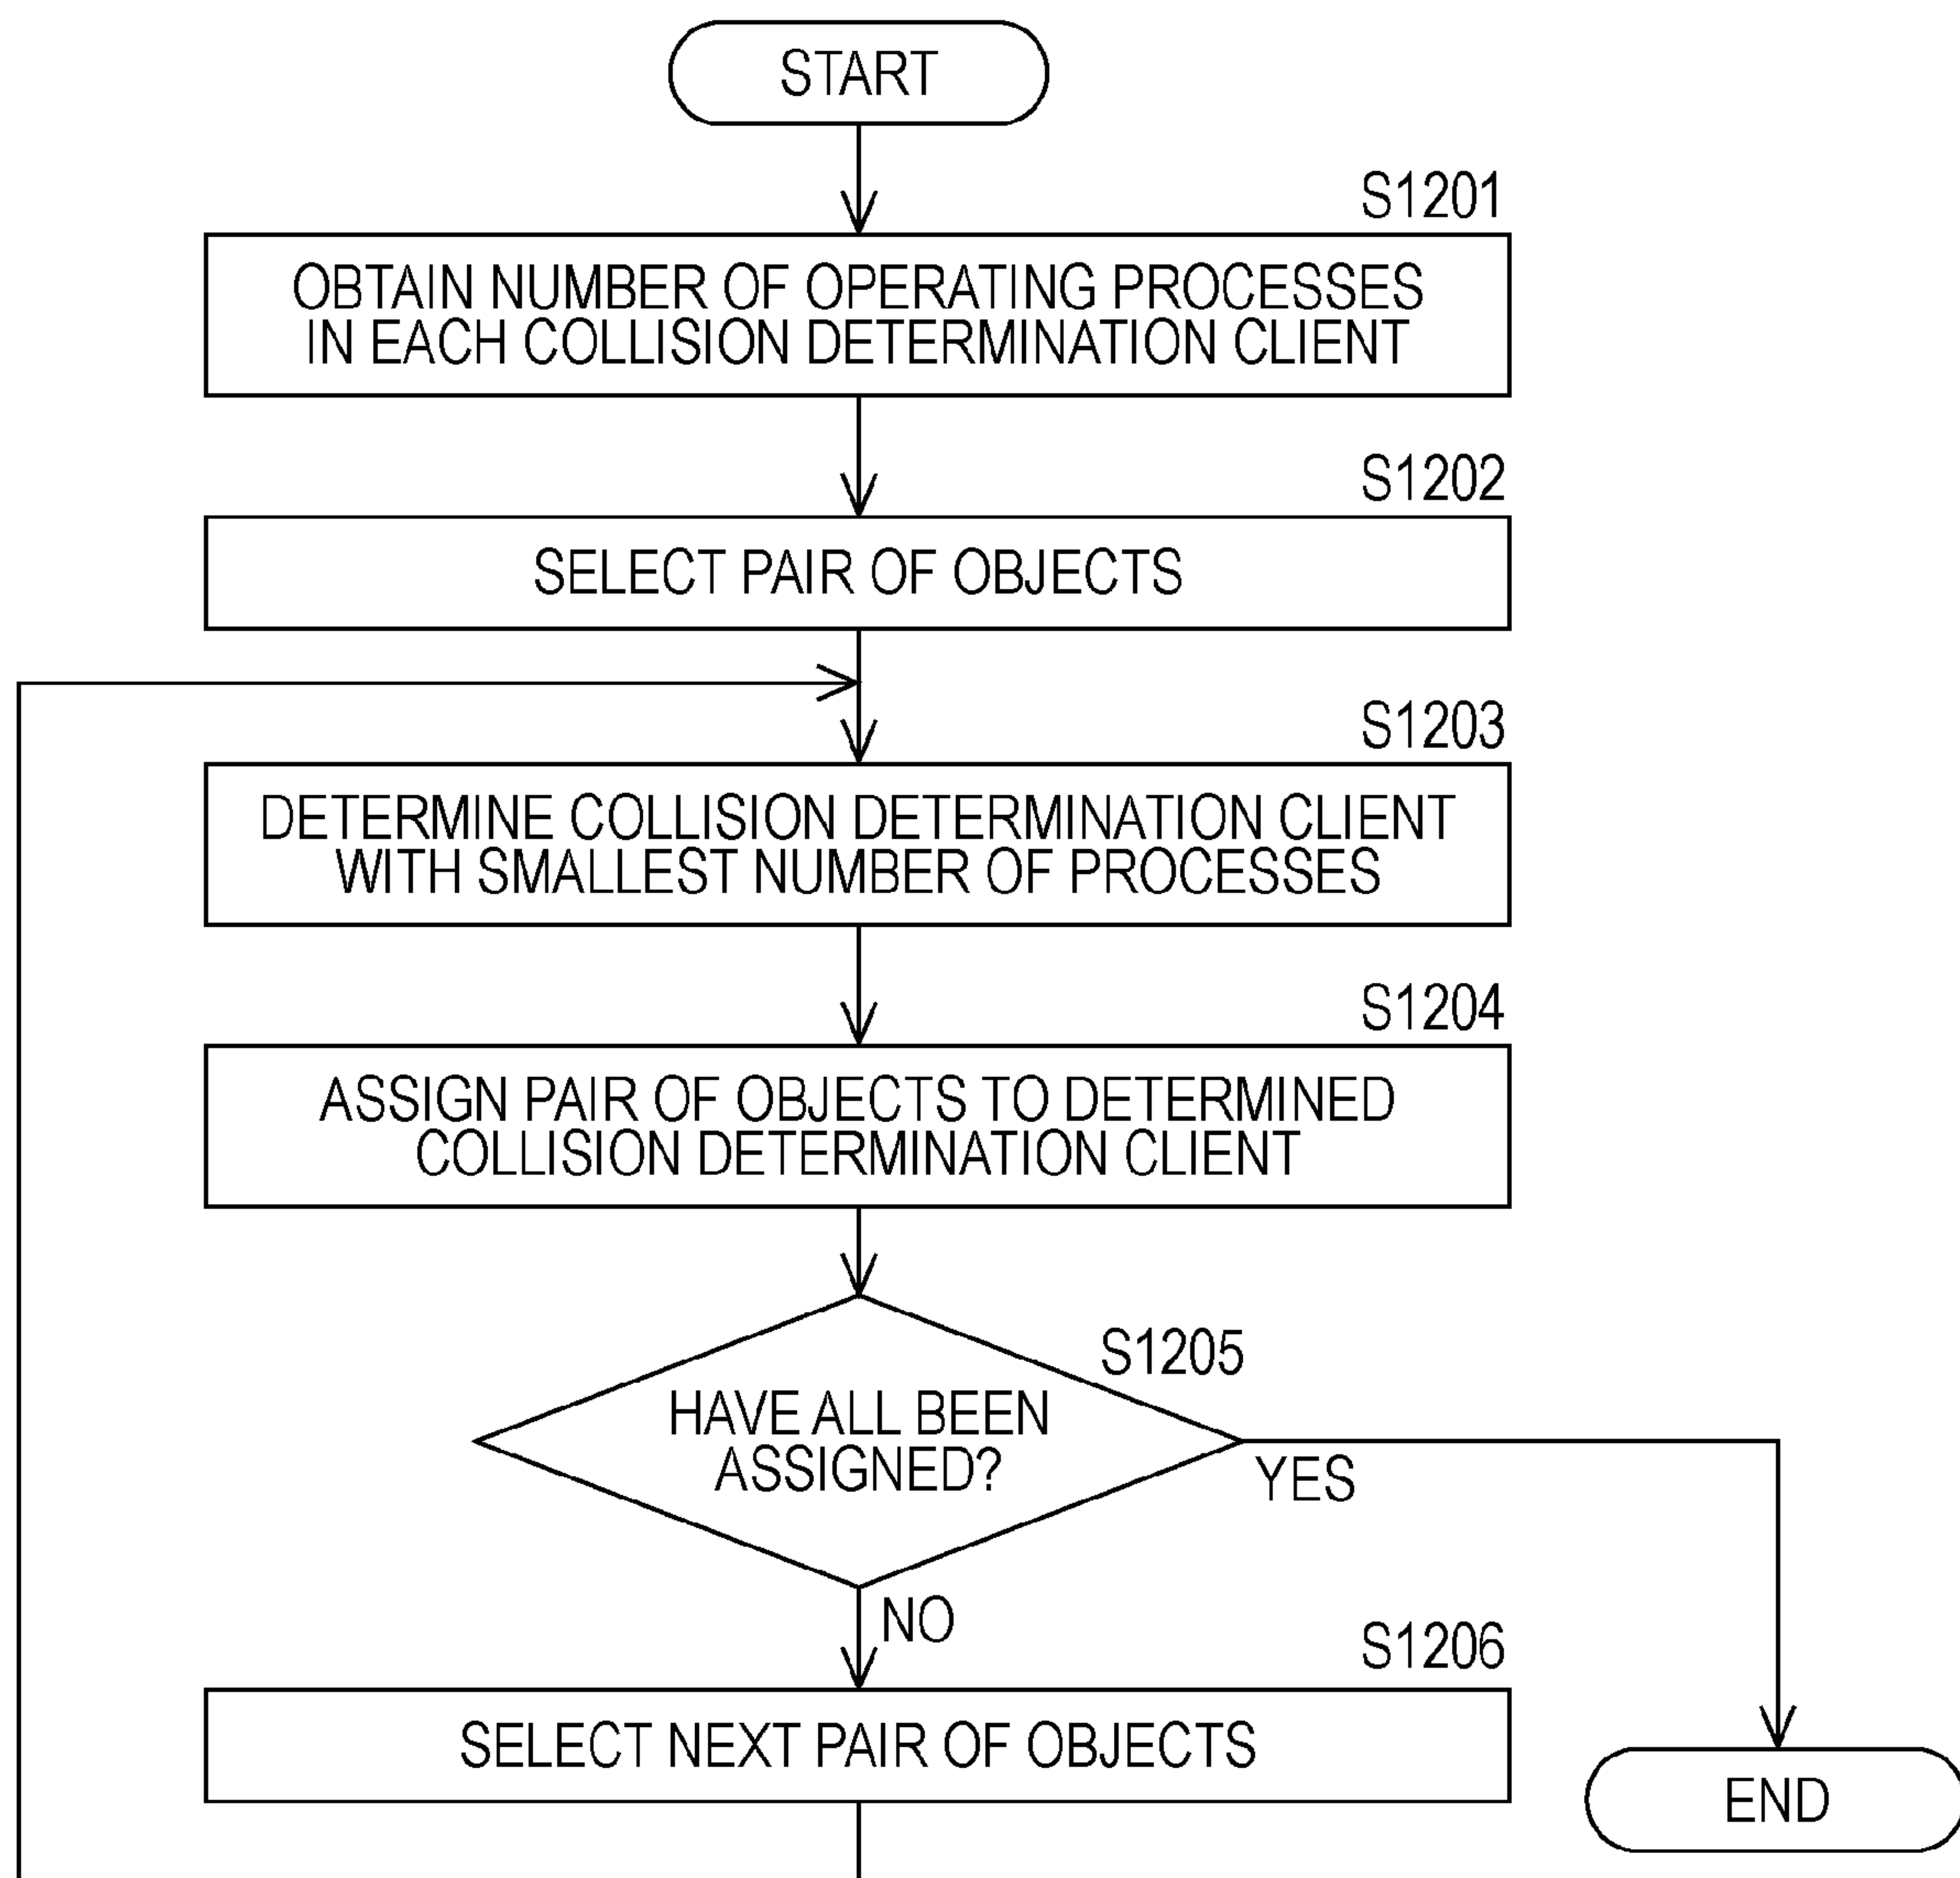 START
S1201
OBTAIN NUMBER OF OPERATING PROCESSES
IN EACH COLLISION DETERMINATION CLIENT
S1202
SELECT PAIR OF OBJECTS
S1203
DETERMINE COLLISION DETERMINATION CLIENT
WITH SMALLEST NUMBER OF PROCESSES
S1204
ASSIGN PAIR OF OBJECTS TO DETERMINED
COLLISION DETERMINATION CLIENT
S1205
HAVE ALL BEEN
ASSIGNED?
YES
NO
S1206
SELECT NEXT PAIR OF OBJECTS
END